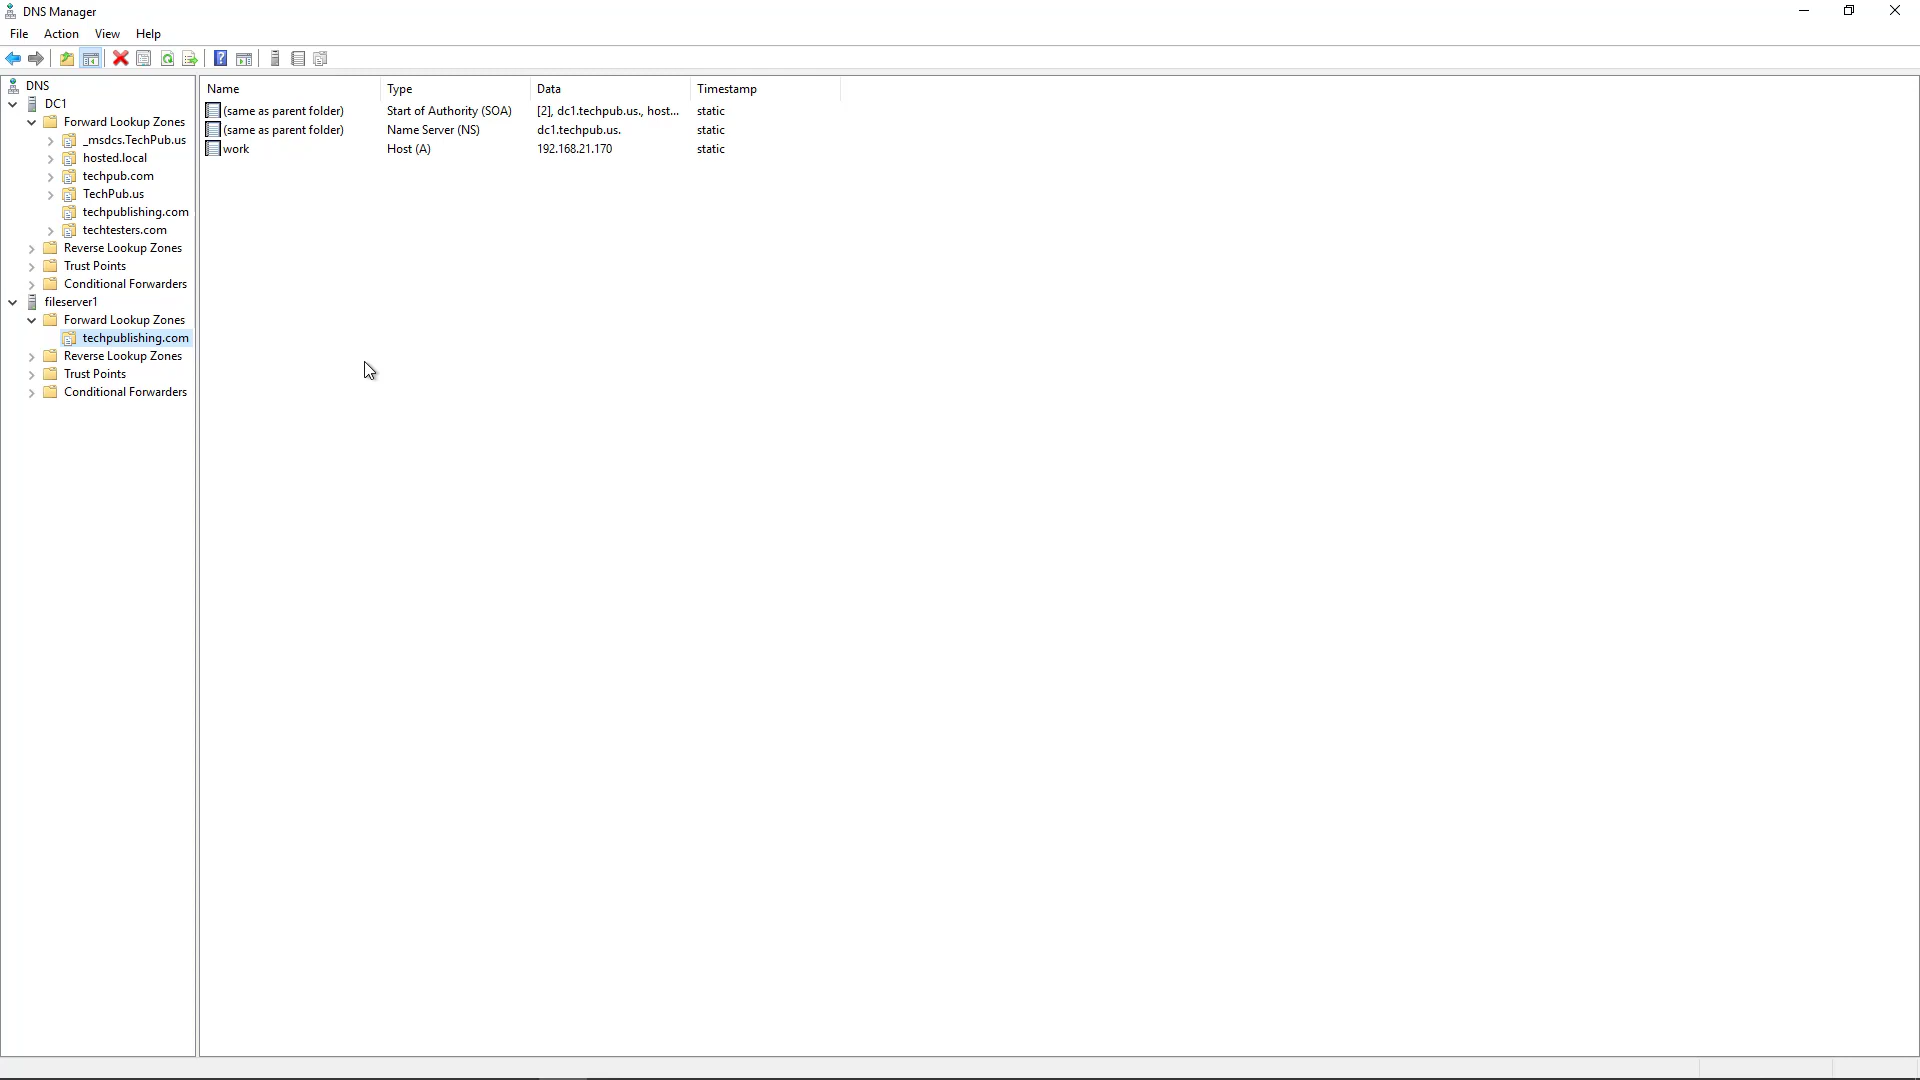 DNS Manager
File Action View Help
DNS
DC1
Forward Lookup Zones
_msdcs.TechPub.us
hosted.local
techpub.com
TechPub.us
techpublishing.com
techtesters.com
Reverse Lookup Zones
Trust Points
Conditional Forwarders
fileserver1
Forward Lookup Zones
techpublishing.com
Reverse Lookup Zones
Trust Points
Conditional Forwarders
Name Type Data Timestamp
(same as parent folder) Start of Authority (SOA) [2], dc1.techpub.us., host... static
(same as parent folder) Name Server (NS) dc1.techpub.us. static
work Host (A) 192.168.21.170 static